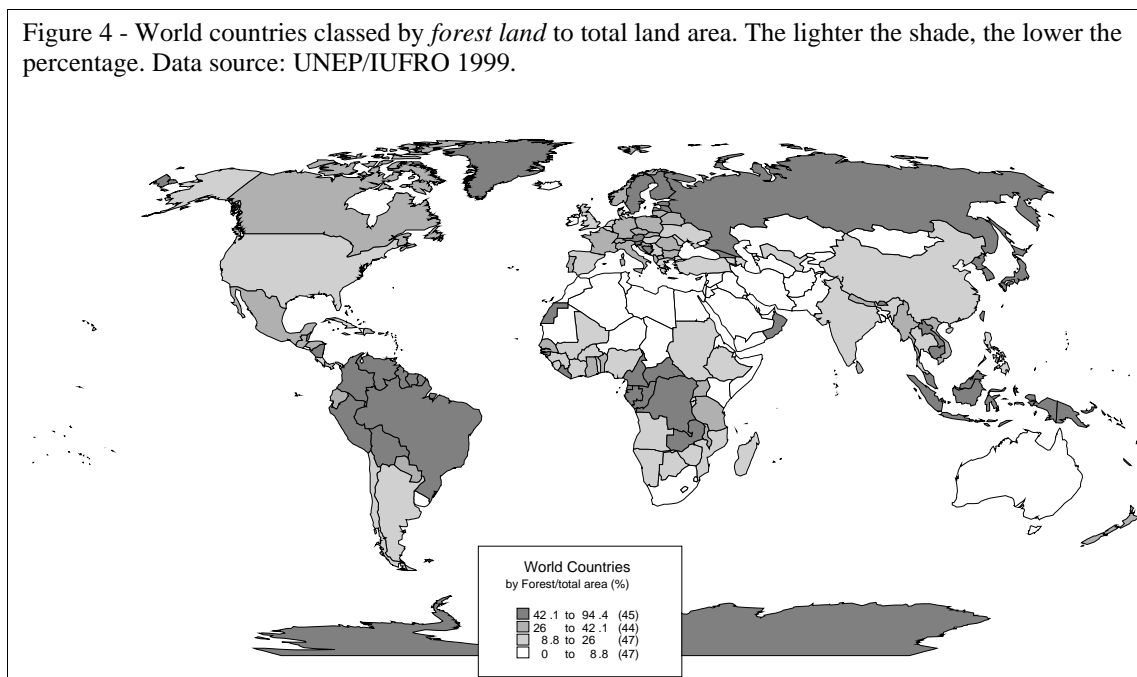 Figure 4 - World countries classed by forest land to total land area. The lighter the shade, the lower the
percentage. Data source: UNEP/IUFRO 1999.
World Countries
by Forest/total area (%)
42 .1 to 94 .4 (45)
26 to 42.1 (44)
8.8 to 26 (47)
0 to 8.8 (47)